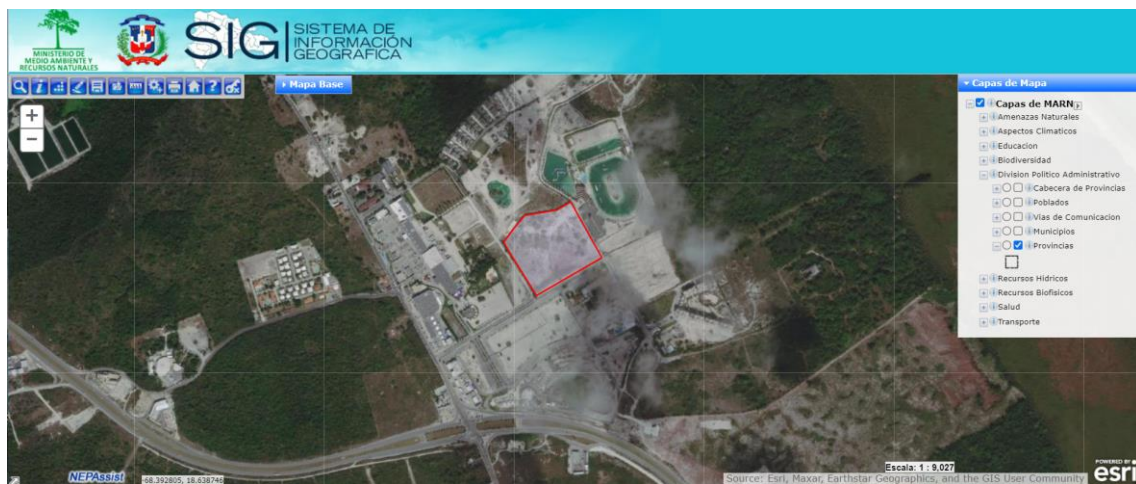 MINISTERIO DE
MEDIO AMBIENTE Y
RECURSOS NATURALES
SIG
SISTEMA DE
INFORMACIÓN
GEOGRAFICA
Mapa Base
Capas de Mapa
+
−
Capas de MARN
Amenazas Naturales
Aspectos Climaticos
Educacion
Biodiversidad
Division Politico Administrativo
Cabecera de Provincias
Poblados
Vias de Comunicacion
Municipios
Provincias
Recursos Hidricos
Recursos Biofisicos
Salud
Transporte
NEPAssist
-68.392805, 18.638746
Escala: 1 : 9,027
Source: Esri, Maxar, Earthstar Geographics, and the GIS User Community
POWERED BY
esri